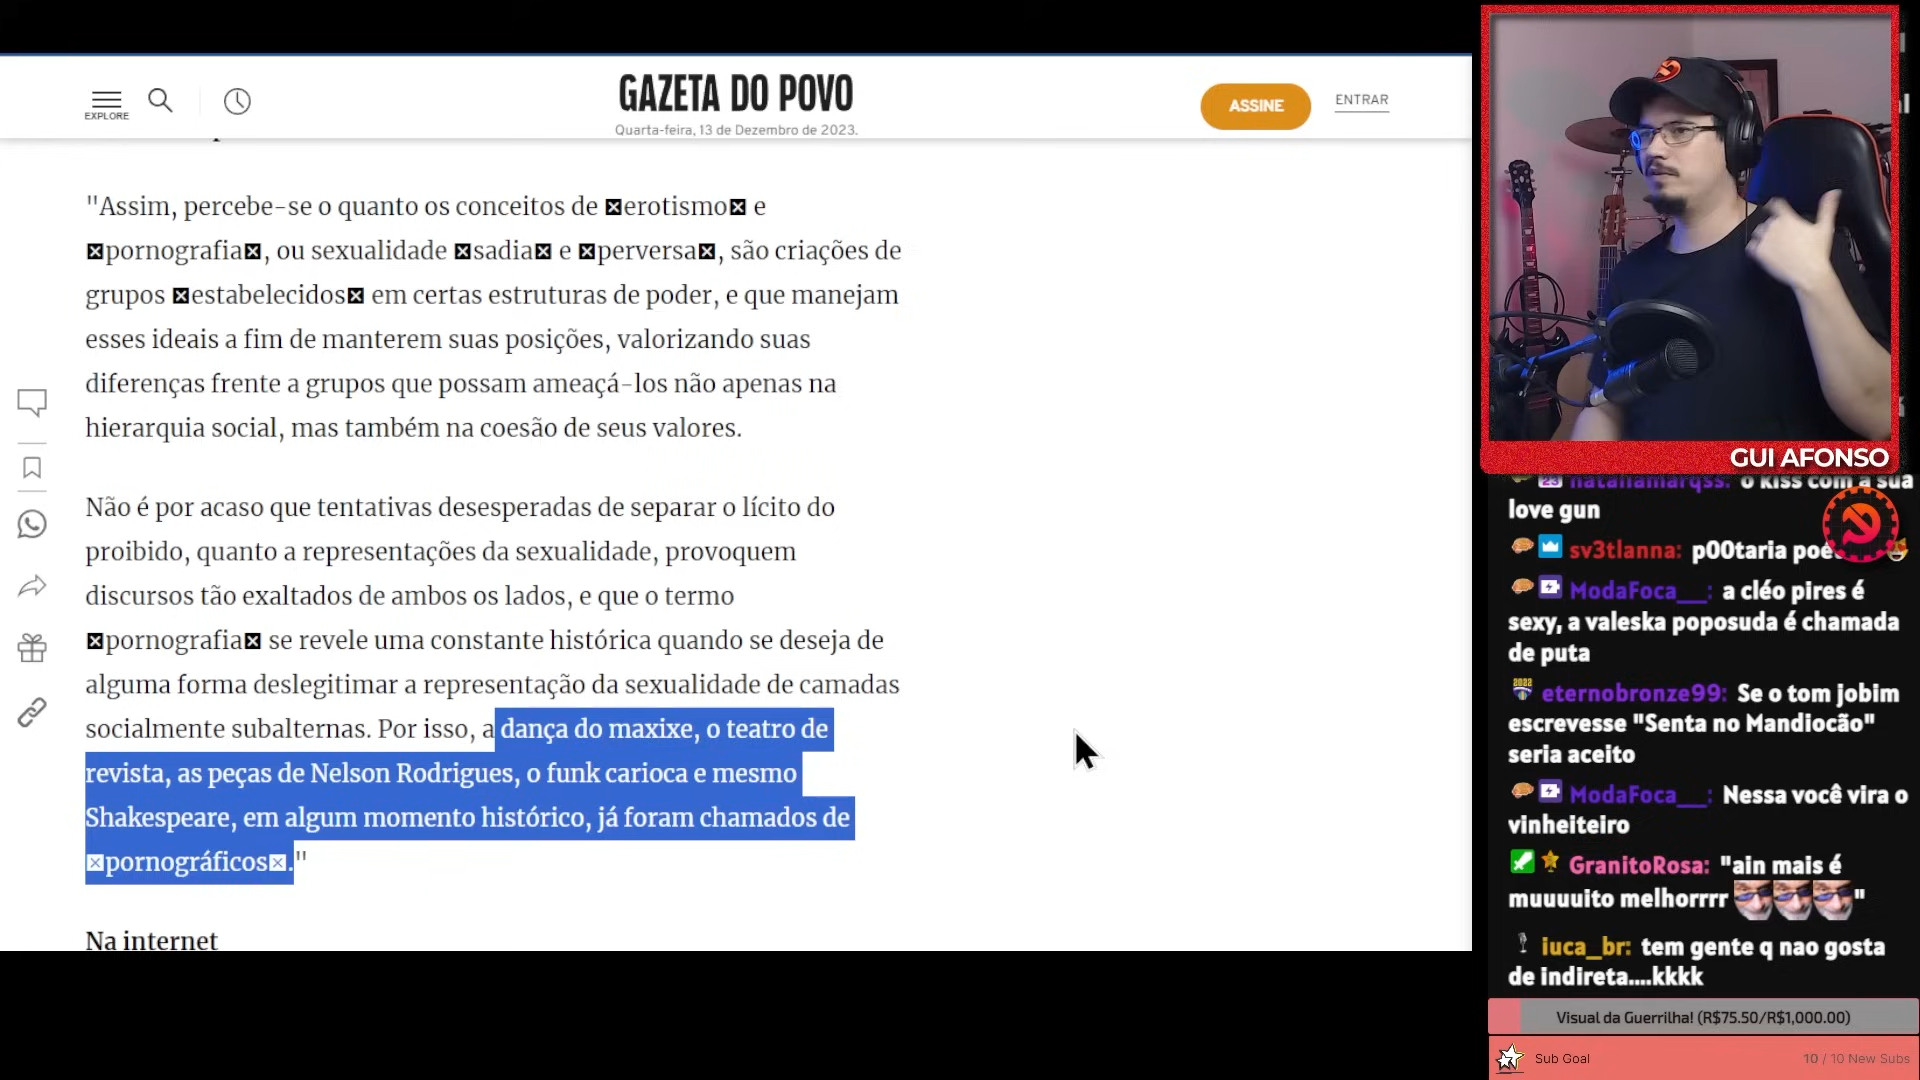 EXPLORE
GAZETA DO POVO
Quarta-feira, 13 de Dezembro de 2023.
ASSINE
ENTRAR
"Assim, percebe-se o quanto os conceitos de erotismo e
pornografia, ou sexualidade sadia e perversa, são criações de
grupos estabelecidos em certas estruturas de poder, e que manejam
esses ideais a fim de manterem suas posições, valorizando suas
diferenças frente a grupos que possam ameaçá-los não apenas na
hierarquia social, mas também na coesão de seus valores.
Não é por acaso que tentativas desesperadas de separar o lícito do
proibido, quanto a representações da sexualidade, provoquem
discursos tão exaltados de ambos os lados, e que o termo
pornografia se revele uma constante histórica quando se deseja de
alguma forma deslegitimar a representação da sexualidade de camadas
socialmente subalternas. Por isso, a dança do maxixe, o teatro de
revista, as peças de Nelson Rodrigues, o funk carioca e mesmo
Shakespeare, em algum momento histórico, já foram chamados de
pornográficos."
Na internet
GUI AFONSO
nataliamarqss: o kiss com a sua
love gun
sv3tlanna: p00taria
ModaFoca__: a cléo pires é
sexy, a valeska poposuda é chamada
de puta
eternobronze99: Se o tom jobim
escrevesse "Senta no Mandiocão"
seria aceito
ModaFoca__: Nessa você vira o
vinheiteiro
GranitoRosa: "ain mais é
muuuuito melhorrrr "
iuca_br: tem gente q nao gosta
de indireta....kkkk
Visual da Guerrilha! (R$75.50/R$1,000.00)
Sub Goal
10 / 10 New Subs